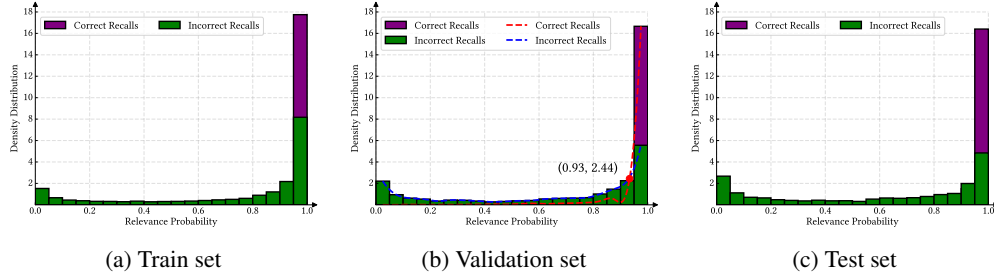 Correct Recalls
Incorrect Recalls
18
16
14
12
10
8
6
4
2
Density Distribution
0.0
0.2
0.4
0.6
0.8
1.0
Relevance Probability
(a) Train set
Correct Recalls
Incorrect Recalls
Correct Recalls
Incorrect Recalls
(0.93, 2.44)
18
16
14
12
10
8
6
4
2
Density Distribution
0.0
0.2
0.4
0.6
0.8
1.0
Relevance Probability
(b) Validation set
Correct Recalls
Incorrect Recalls
18
16
14
12
10
8
6
4
2
Density Distribution
0.0
0.2
0.4
0.6
0.8
1.0
Relevance Probability
(c) Test set